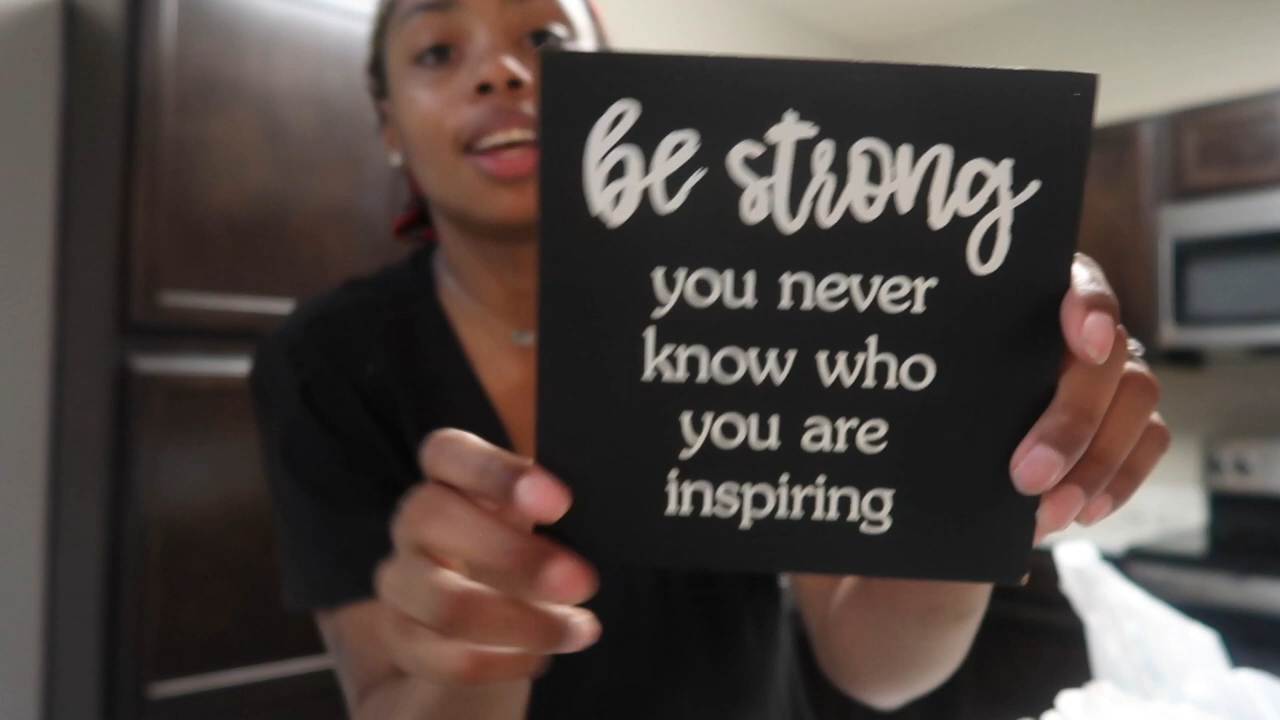 be strong
you never
know who
you are
inspiring